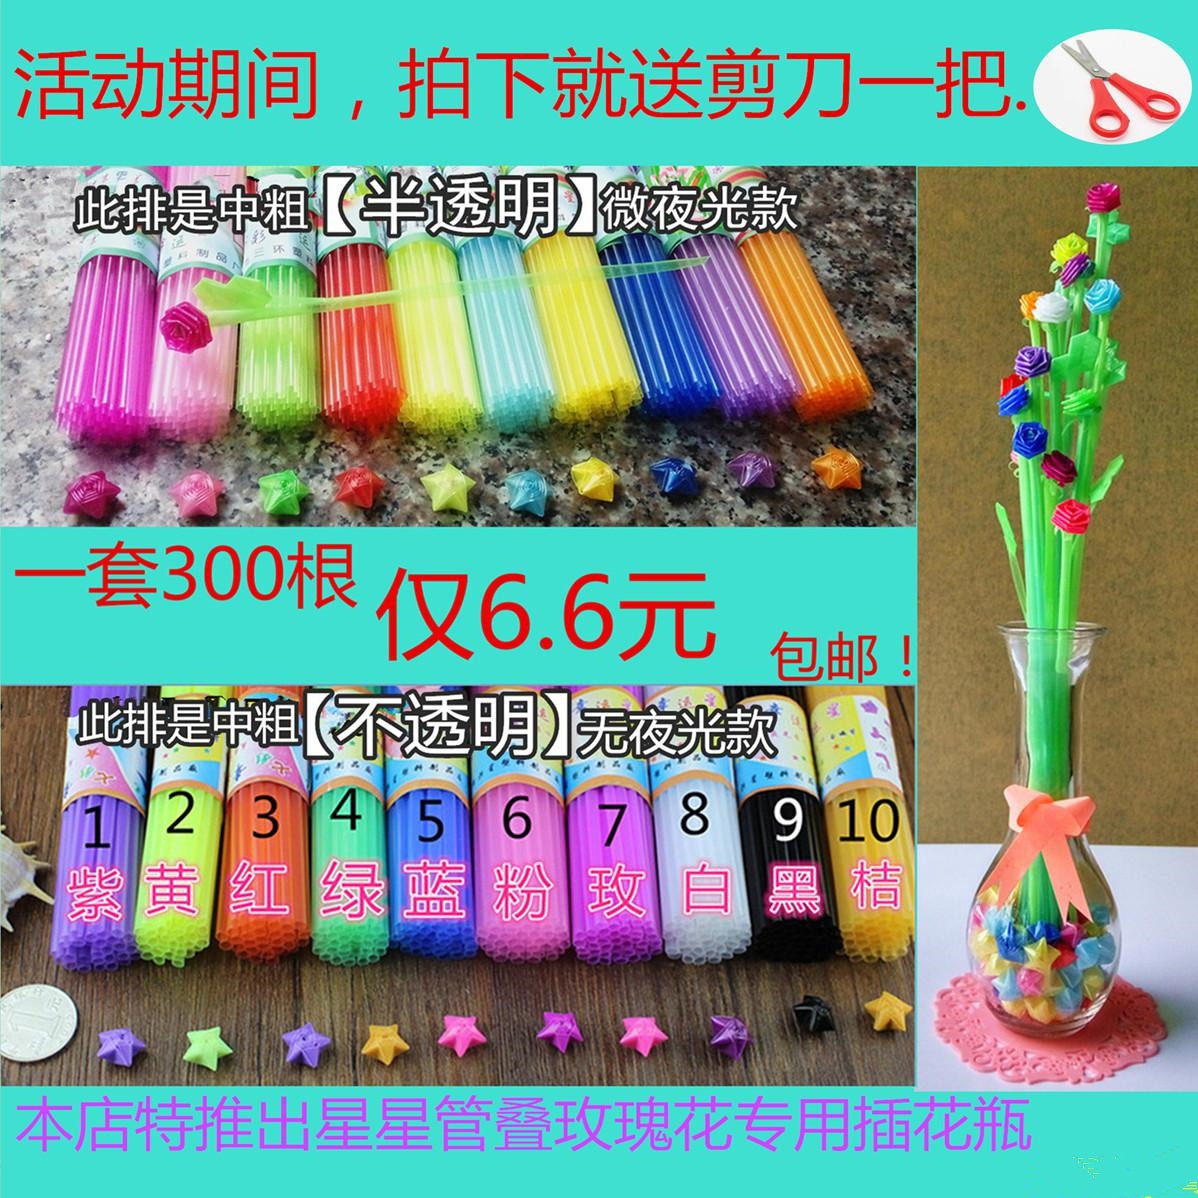 活动期间，拍下就送剪刀一把.
此排是中粗【半透明】微夜光款
一套300根
仅6.6元
包邮！
此排是中粗【不透明】无夜光款
1 2 3 4 5 6 7 8 9 10
紫 黄 红 绿 蓝 粉 玫 白 黑 桔
本店特推出星星管叠玫瑰花专用插花瓶